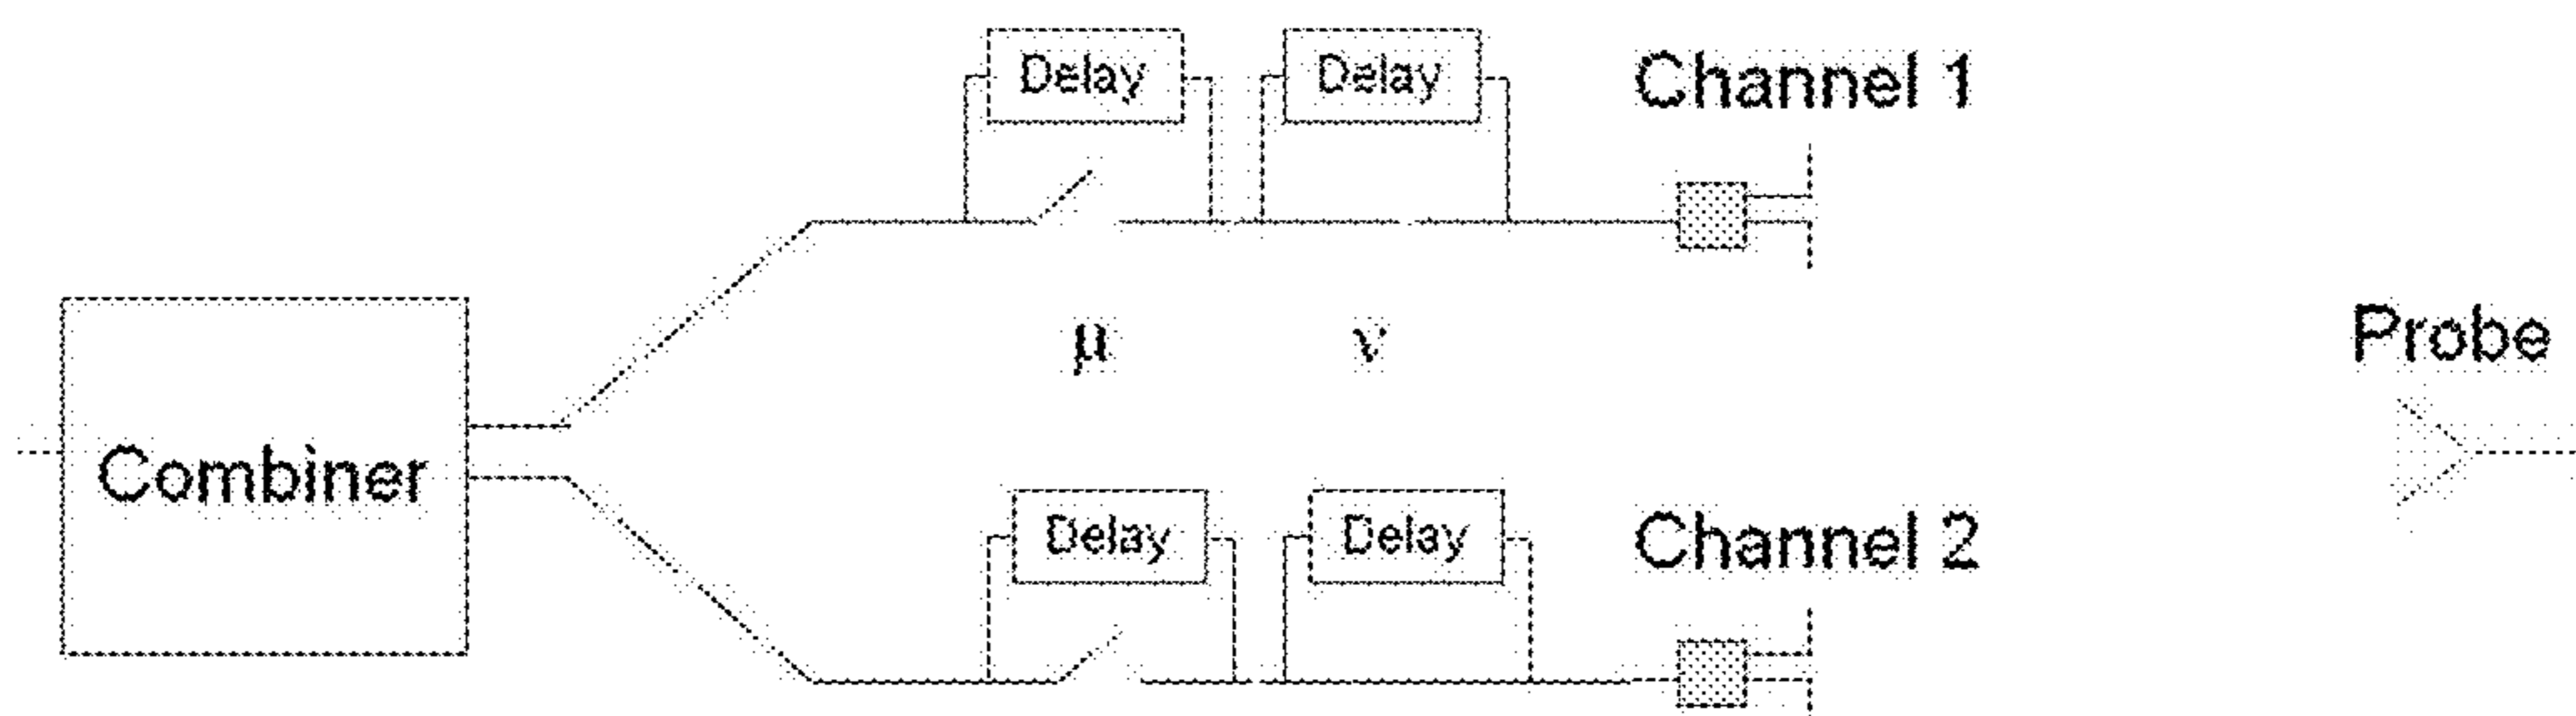 Delay Delay Channel 1
μ ν Probe
Combiner
Delay Delay Channel 2